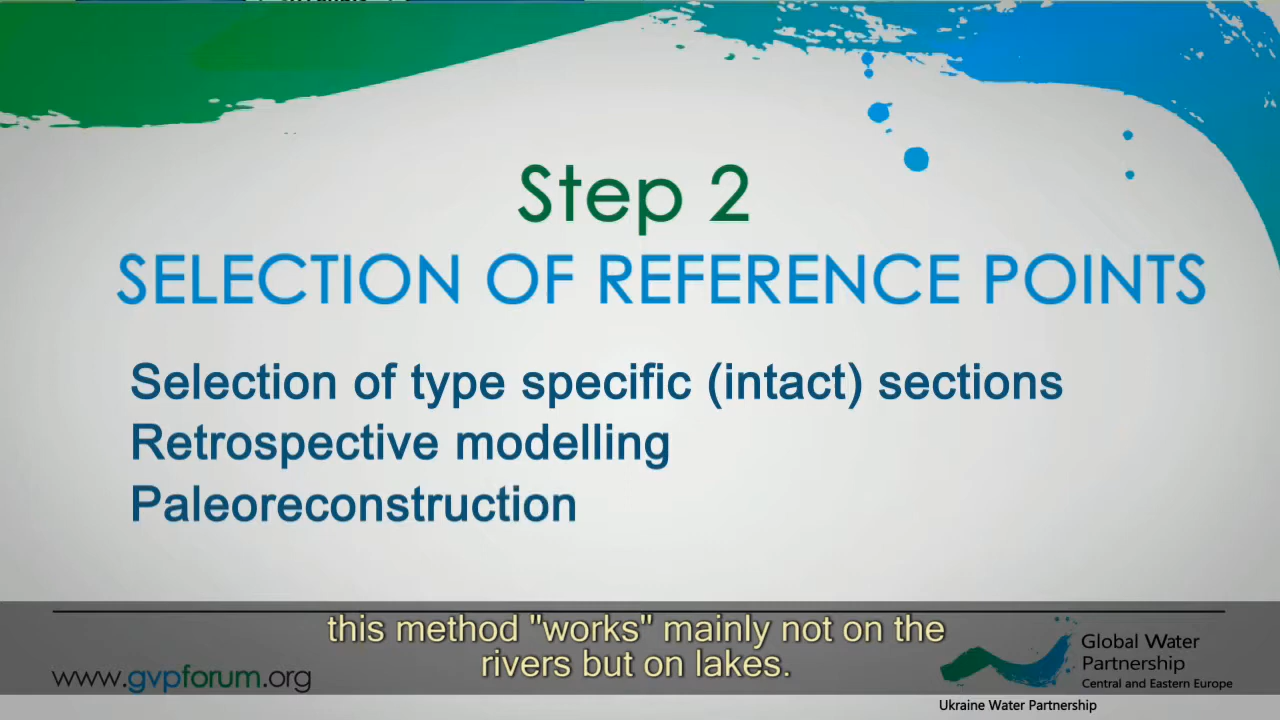 Step 2
SELECTION OF REFERENCE POINTS
Selection of type specific (intact) sections
Retrospective modelling
Paleoreconstruction
this method "works" mainly not on the
rivers but on lakes.
www.gvpforum.org
Global Water
Partnership
Central and Eastern Europe
Ukraine Water Partnership